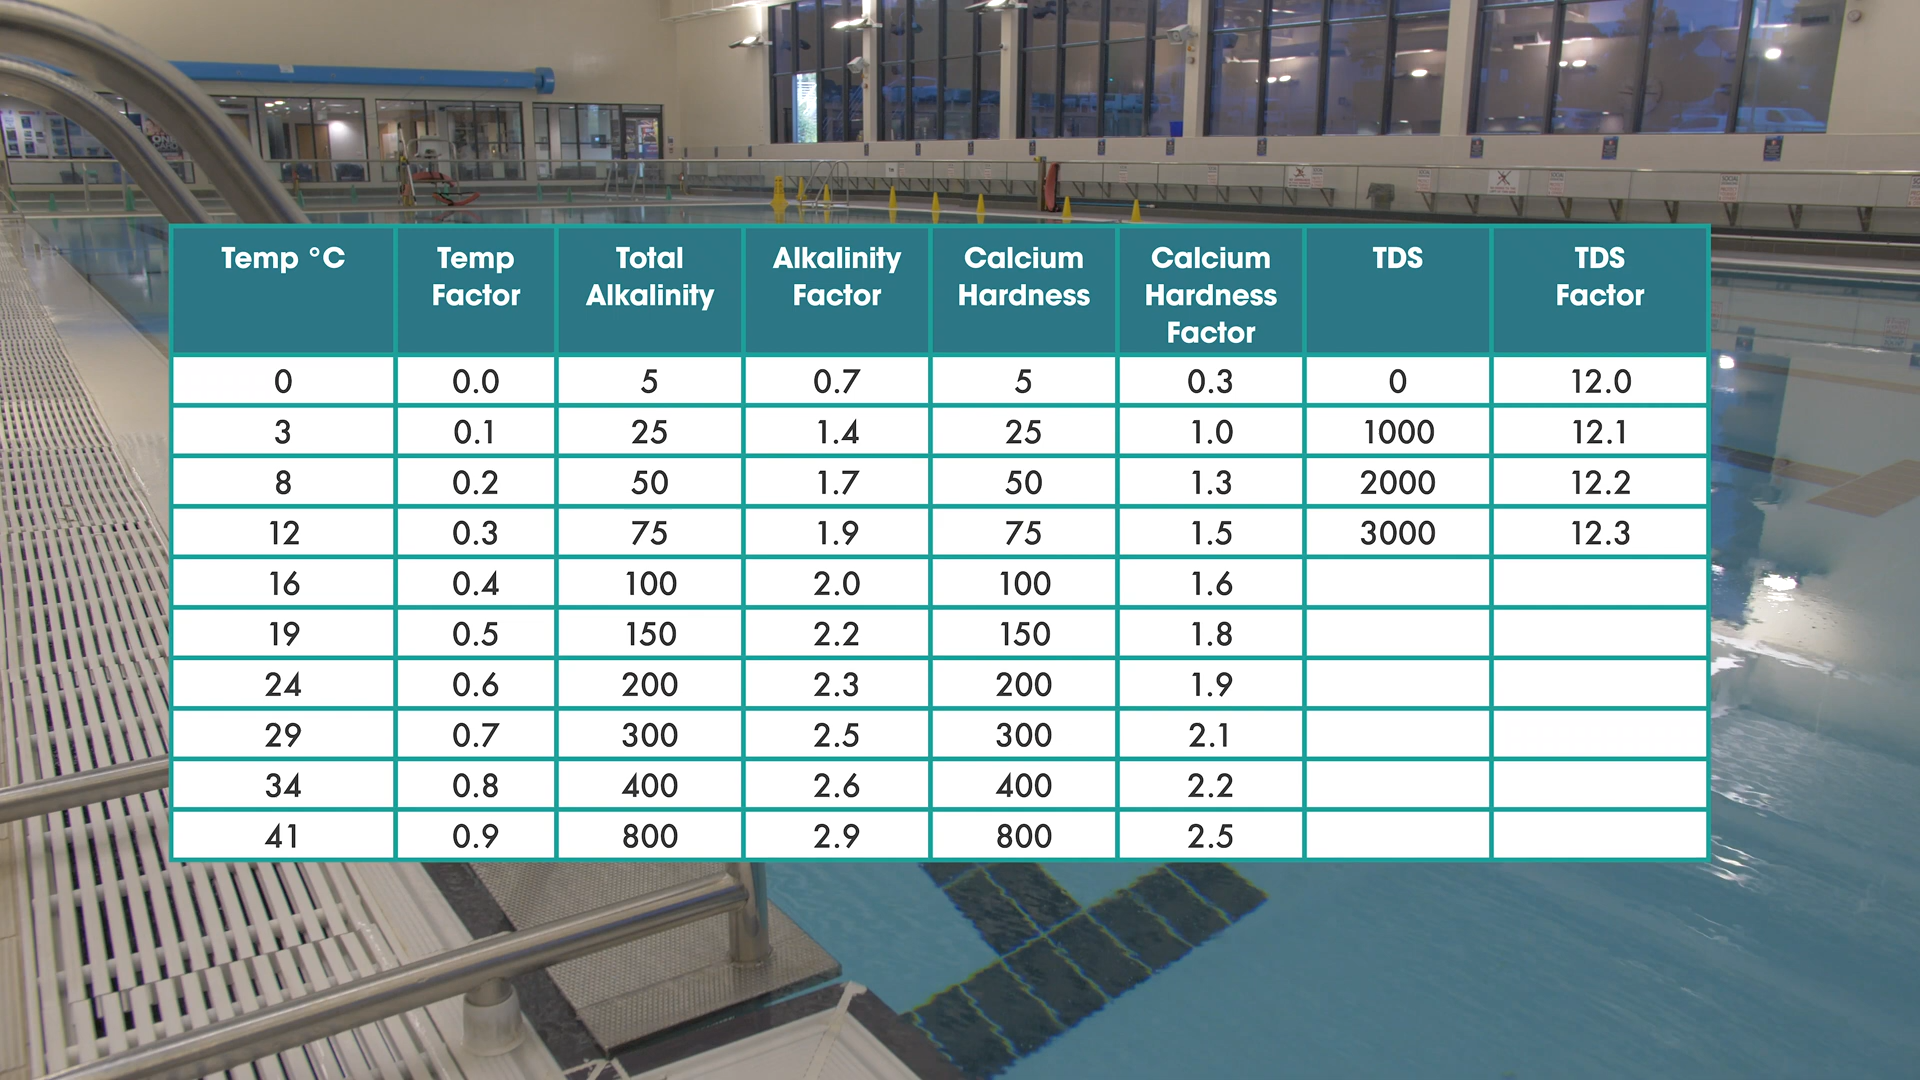 Temp °C Temp Factor Total Alkalinity Alkalinity Factor Calcium Hardness Calcium Hardness Factor TDS TDS Factor
0 0.0 5 0.7 5 0.3 0 12.0
3 0.1 25 1.4 25 1.0 1000 12.1
8 0.2 50 1.7 50 1.3 2000 12.2
12 0.3 75 1.9 75 1.5 3000 12.3
16 0.4 100 2.0 100 1.6
19 0.5 150 2.2 150 1.8
24 0.6 200 2.3 200 1.9
29 0.7 300 2.5 300 2.1
34 0.8 400 2.6 400 2.2
41 0.9 800 2.9 800 2.5